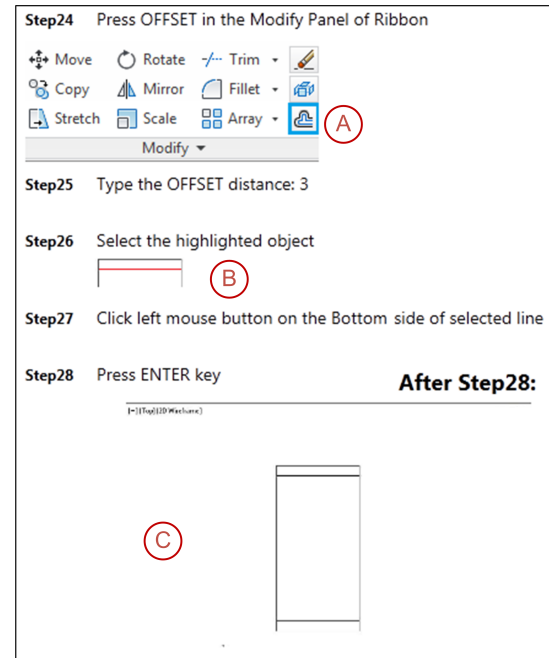 Step24 Press OFFSET in the Modify Panel of Ribbon
Move Rotate Trim
Copy Mirror Fillet
Stretch Scale Array A
Modify
Step25 Type the OFFSET distance: 3
Step26 Select the highlighted object
B
Step27 Click left mouse button on the Bottom side of selected line
Step28 Press ENTER key
After Step28:
[-][Top][2D Wireframe]
C